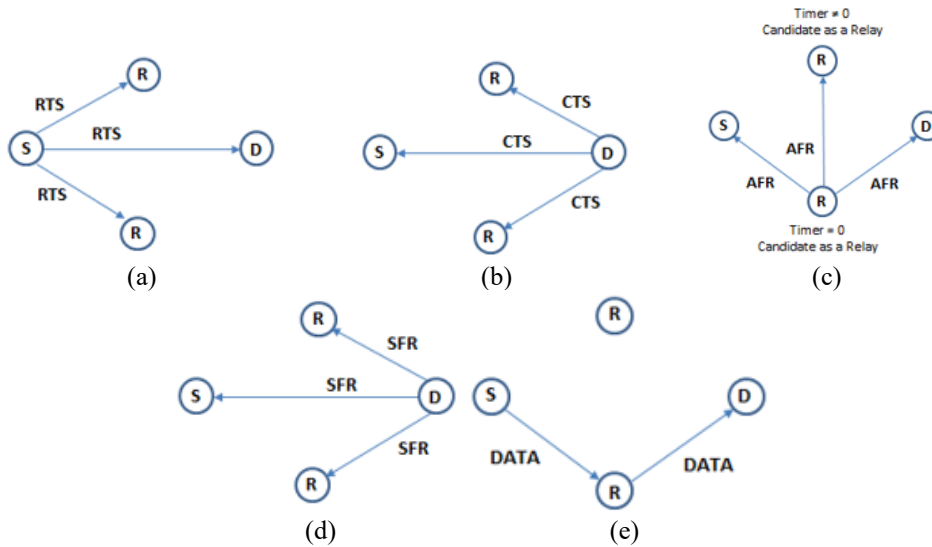 R
RTS
S
RTS
D
RTS
R
(a)
R
CTS
S
CTS
D
CTS
R
(b)
Timer ≠ 0
Candidate as a Relay
R
S
D
AFR
AFR
AFR
R
Timer = 0
Candidate as a Relay
(c)
R
SFR
S
SFR
D
SFR
R
(d)
R
S
D
DATA
DATA
R
(e)